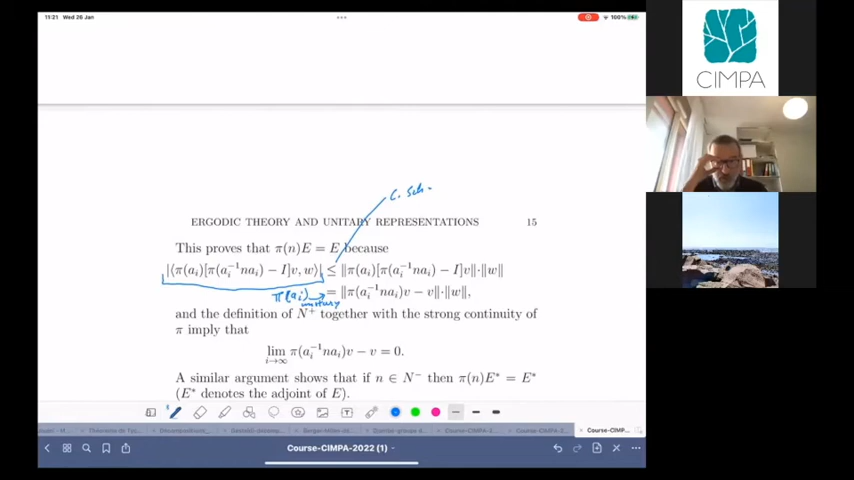 11:21 Wed 26 Jan
100%
CIMPA
C. Sch.
ERGODIC THEORY AND UNITARY REPRESENTATIONS 15
This proves that π(n)E = E because
|⟨π(a_i)[π(a_i^{-1}na_i) − I]v, w⟩| ≤ ‖π(a_i)[π(a_i^{-1}na_i) − I]v‖·‖w‖
π(a_i) unitary = ‖π(a_i^{-1}na_i)v − v‖·‖w‖,
and the definition of N^+ together with the strong continuity of
π imply that
lim_{i→∞} π(a_i^{-1}na_i)v − v = 0.
A similar argument shows that if n ∈ N^− then π(n)E* = E*
(E* denotes the adjoint of E).
Course-CIMPA-2022 (1)